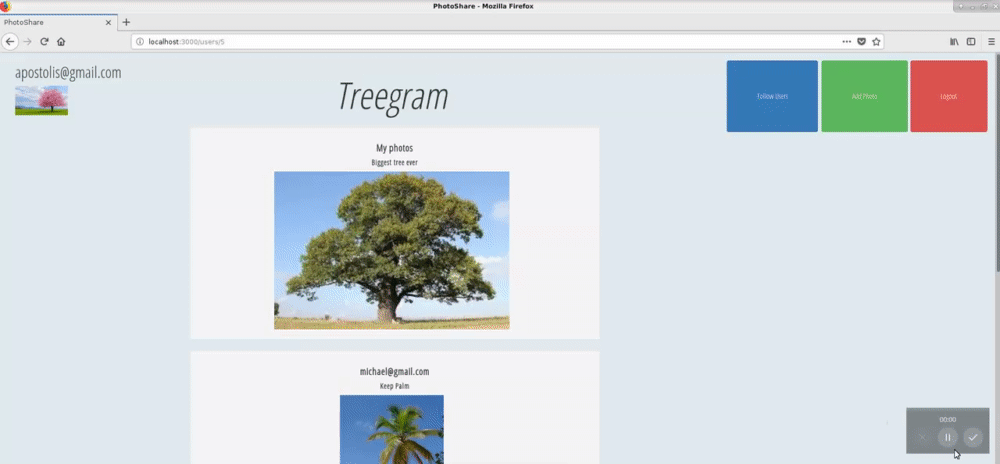 PhotoShare - Mozilla Firefox
PhotoShare
localhost:3000/users/5
apostolis@gmail.com
Treegram
Follow Users
Add Photo
Logout
My photos
Biggest tree ever
michael@gmail.com
Keep Palm
00:00